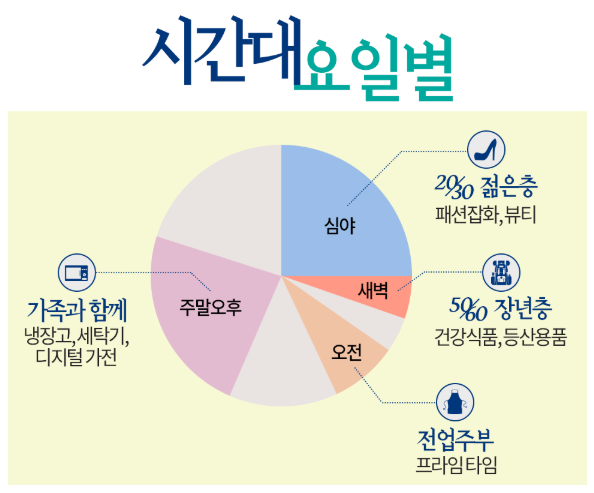 시간대요일별
심야
20/30 젊은층
패션잡화, 뷰티
새벽
50/60 장년층
건강식품, 등산용품
주말오후
가족과 함께
냉장고, 세탁기,
디지털 가전
오전
전업주부
프라임 타임